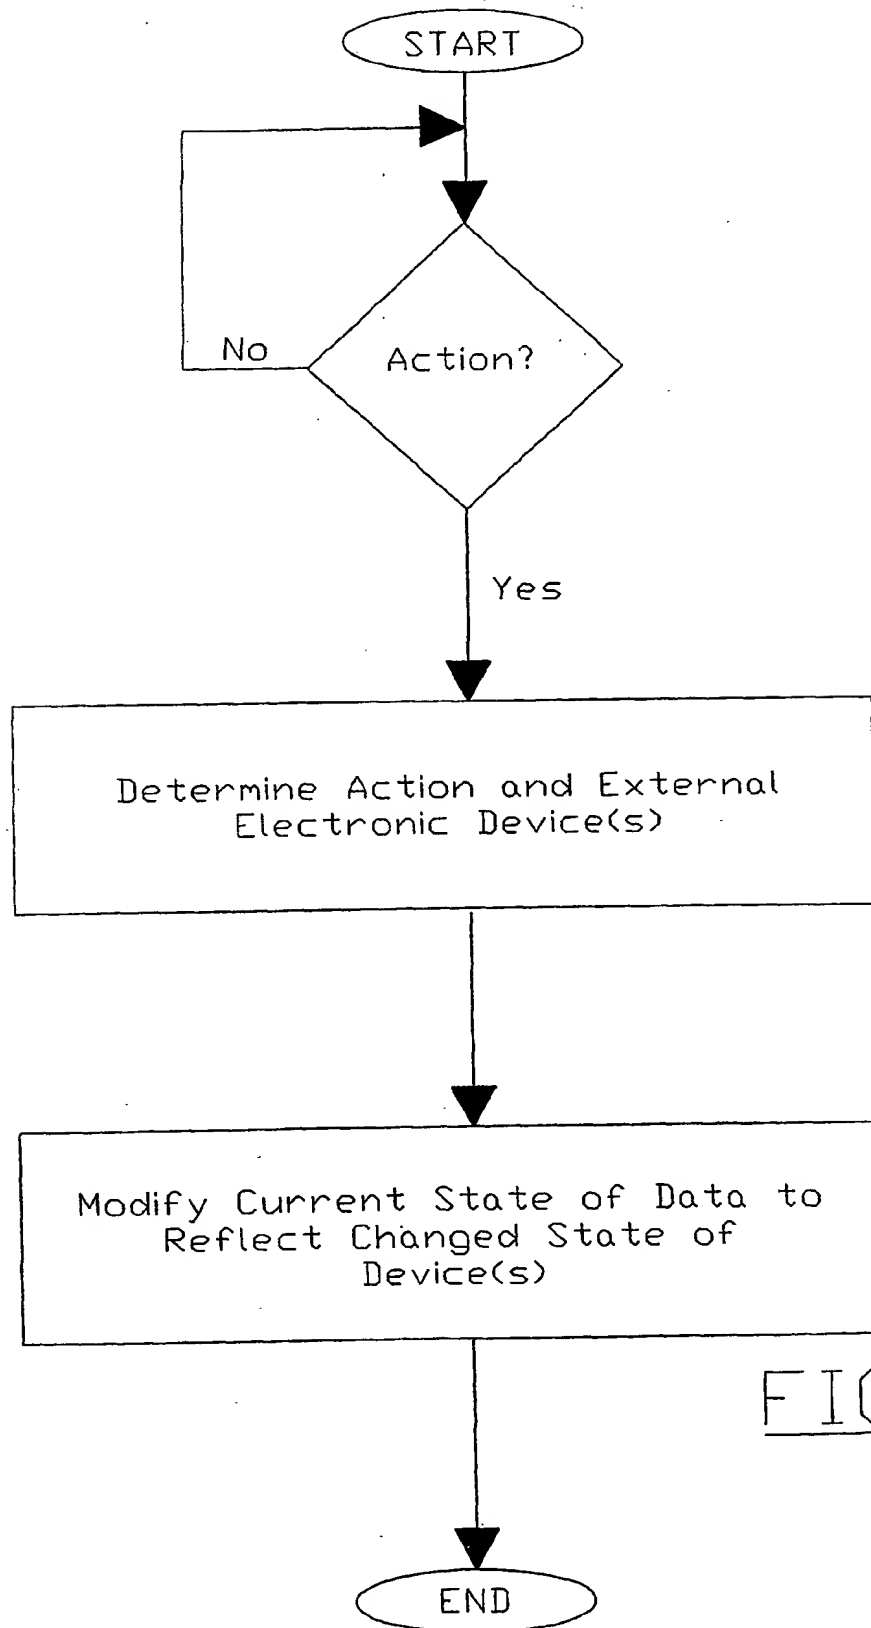 START
No
Action?
Yes
Determine Action and External
Electronic Device(s)
Modify Current State of Data to
Reflect Changed State of
Device(s)
END